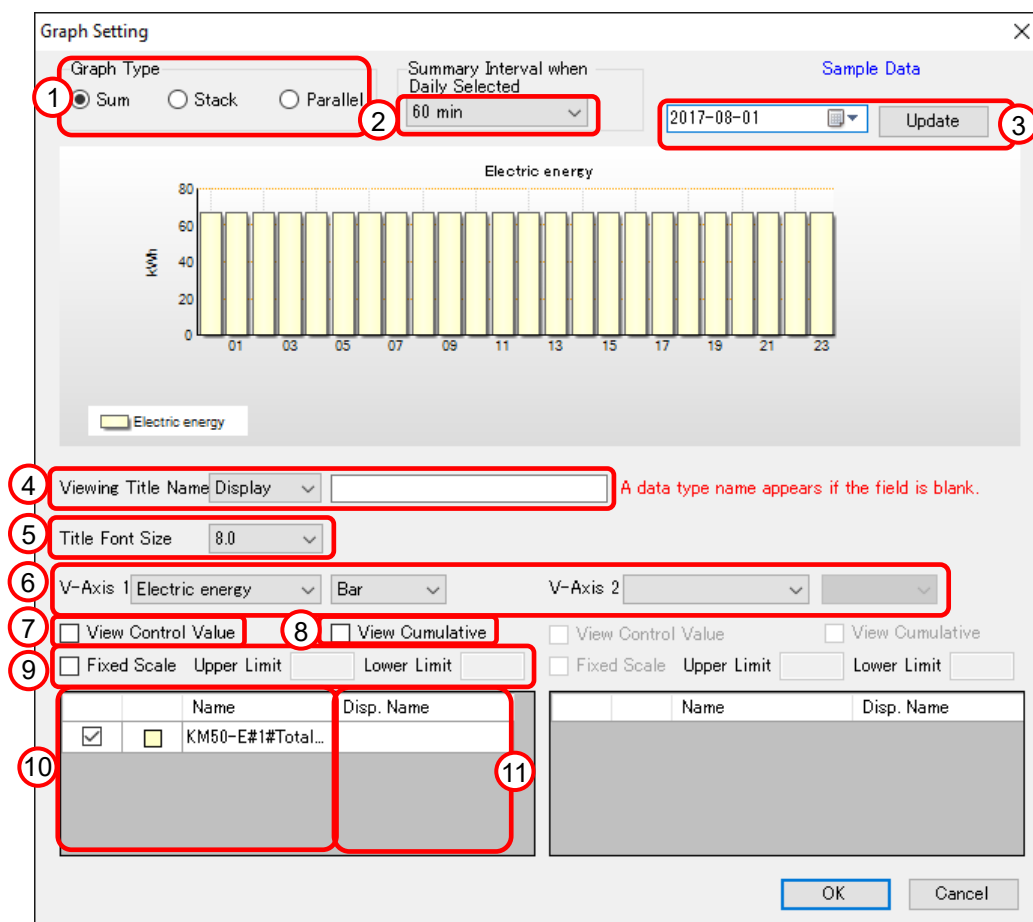 Graph Setting
Graph Type
Summary Interval when
Daily Selected
Sample Data
1
Sum
Stack
Parallel
2
60 min
2017-08-01
Update
3
Electric energy
kWh
80
60
40
20
0
01 03 05 07 09 11 13 15 17 19 21 23
Electric energy
4
Viewing Title Name
Display
A data type name appears if the field is blank.
5
Title Font Size
8.0
6
V-Axis 1
Electric energy
Bar
V-Axis 2
7
View Control Value
8
View Cumulative
View Control Value
View Cumulative
9
Fixed Scale
Upper Limit
Lower Limit
Fixed Scale
Upper Limit
Lower Limit
Name
Disp. Name
Name
Disp. Name
KM50-E#1#Total...
10
11
OK
Cancel